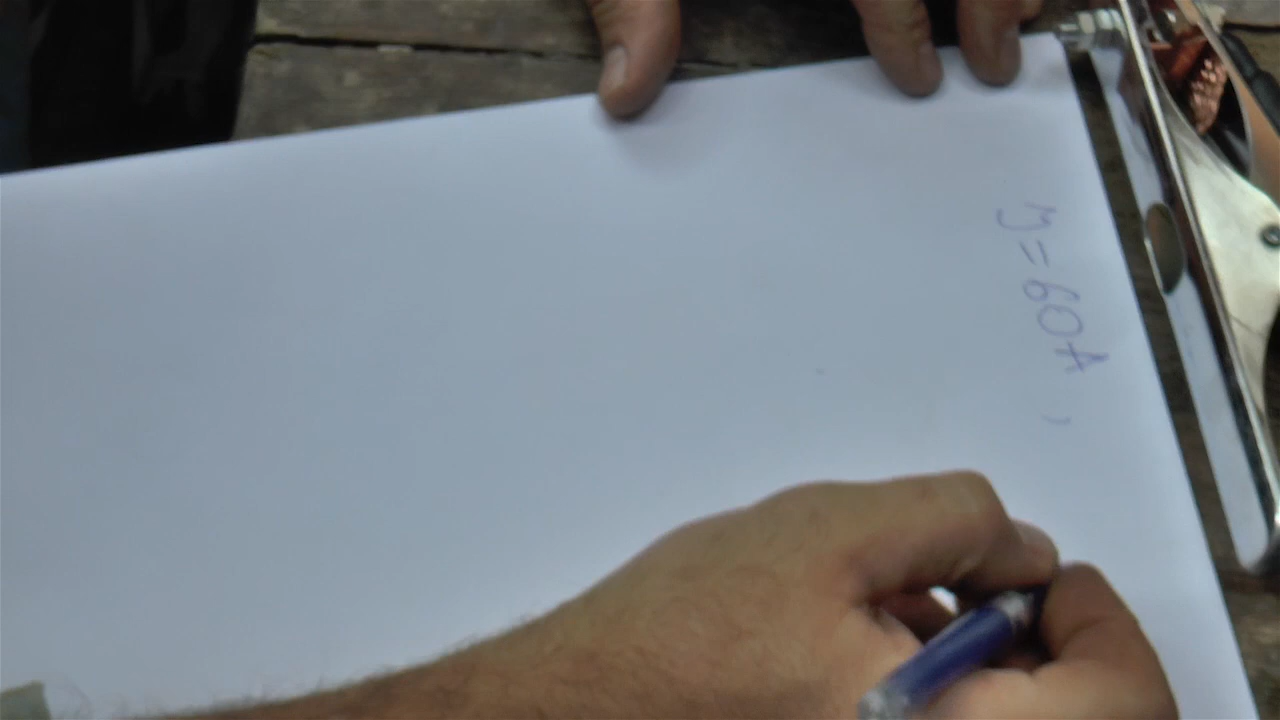 Y = 60A ,